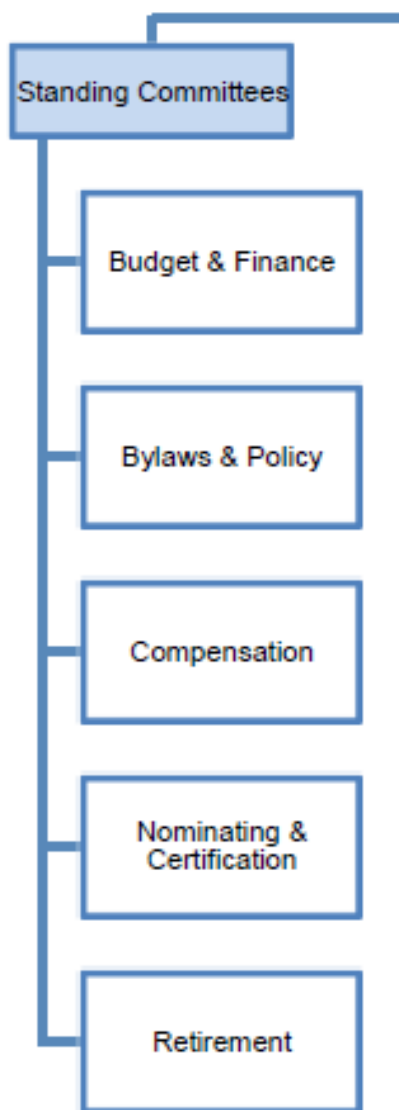 Standing Committees
Budget & Finance
Bylaws & Policy
Compensation
Nominating &
Certification
Retirement